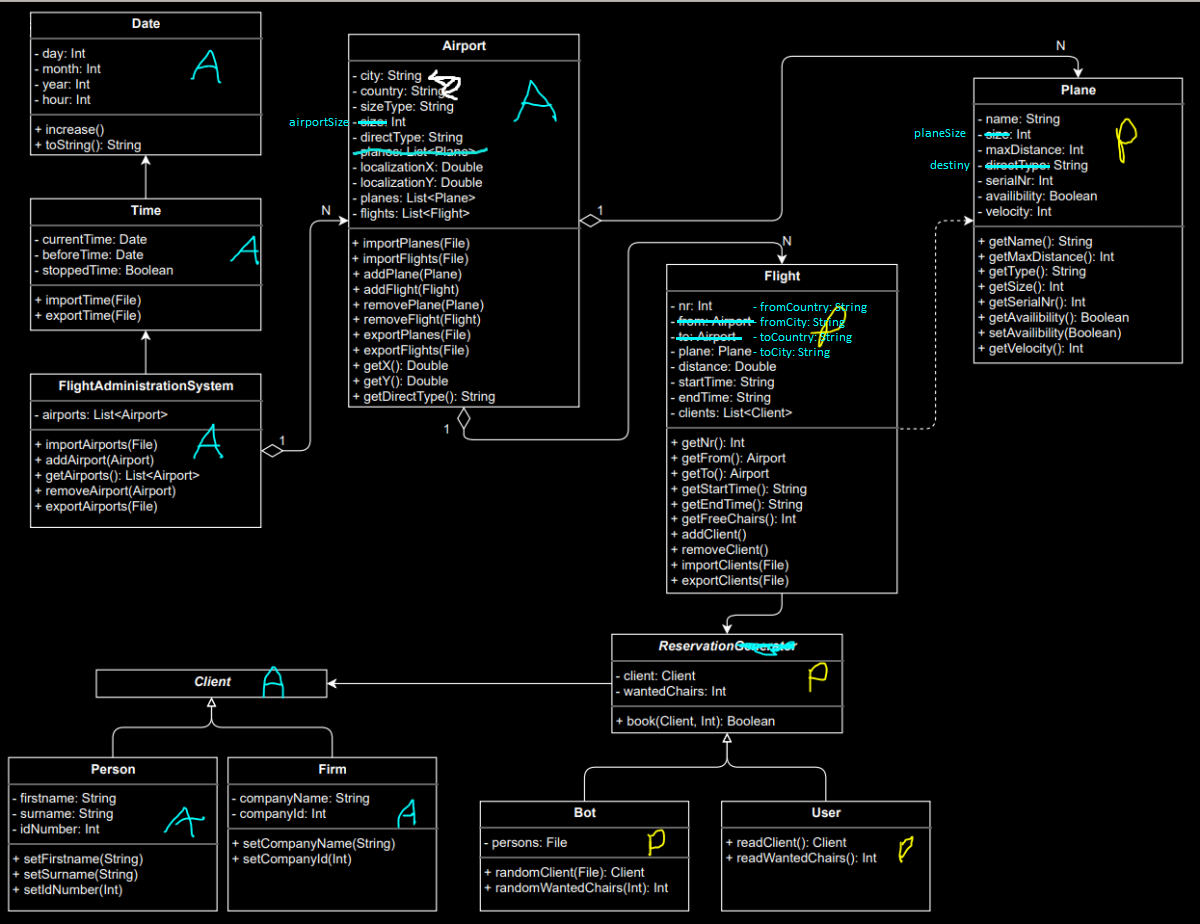 Date
- day: Int
- month: Int
- year: Int
- hour: Int
A
+ increase()
+ toString(): String
Time
- currentTime: Date
- beforeTime: Date
- stoppedTime: Boolean
A
+ importTime(File)
+ exportTime(File)
FlightAdministrationSystem
- airports: List<Airport>
A
+ importAirports(File)
+ addAirport(Airport)
+ getAirports(): List<Airport>
+ removeAirport(Airport)
+ exportAirports(File)
1
N
Airport
- city: String
- country: String
- sizeType: String
airportSize
- size: Int
- directType: String
- planes: List<Plane>
- localizationX: Double
- localizationY: Double
- planes: List<Plane>
- flights: List<Flight>
A
+ importPlanes(File)
+ importFlights(File)
+ addPlane(Plane)
+ addFlight(Flight)
+ removePlane(Plane)
+ removeFlight(Flight)
+ exportPlanes(File)
+ exportFlights(File)
+ getX(): Double
+ getY(): Double
+ getDirectType(): String
1
N
1
N
Plane
- name: String
planeSize
- size: Int
- maxDistance: Int
destiny
- directType: String
- serialNr: Int
- availibility: Boolean
- velocity: Int
P
+ getName(): String
+ getMaxDistance(): Int
+ getType(): String
+ getSize(): Int
+ getSerialNr(): Int
+ getAvailibility(): Boolean
+ setAvailibility(Boolean)
+ getVelocity(): Int
Flight
- nr: Int
- fromCountry: String
- from: Airport
- fromCity: String
- to: Airport
- toCountry: String
- plane: Plane
- toCity: String
- distance: Double
- startTime: String
- endTime: String
- clients: List<Client>
P
+ getNr(): Int
+ getFrom(): Airport
+ getTo(): Airport
+ getStartTime(): String
+ getEndTime(): String
+ getFreeChairs(): Int
+ addClient()
+ removeClient()
+ importClients(File)
+ exportClients(File)
ReservationGenerator
- client: Client
- wantedChairs: Int
P
+ book(Client, Int): Boolean
Client
A
Person
- firstname: String
- surname: String
- idNumber: Int
A
+ setFirstname(String)
+ setSurname(String)
+ setIdNumber(Int)
Firm
- companyName: String
- companyId: Int
A
+ setCompanyName(String)
+ setCompanyId(Int)
Bot
- persons: File
P
+ randomClient(File): Client
+ randomWantedChairs(Int): Int
User
+ readClient(): Client
+ readWantedChairs(): Int
P